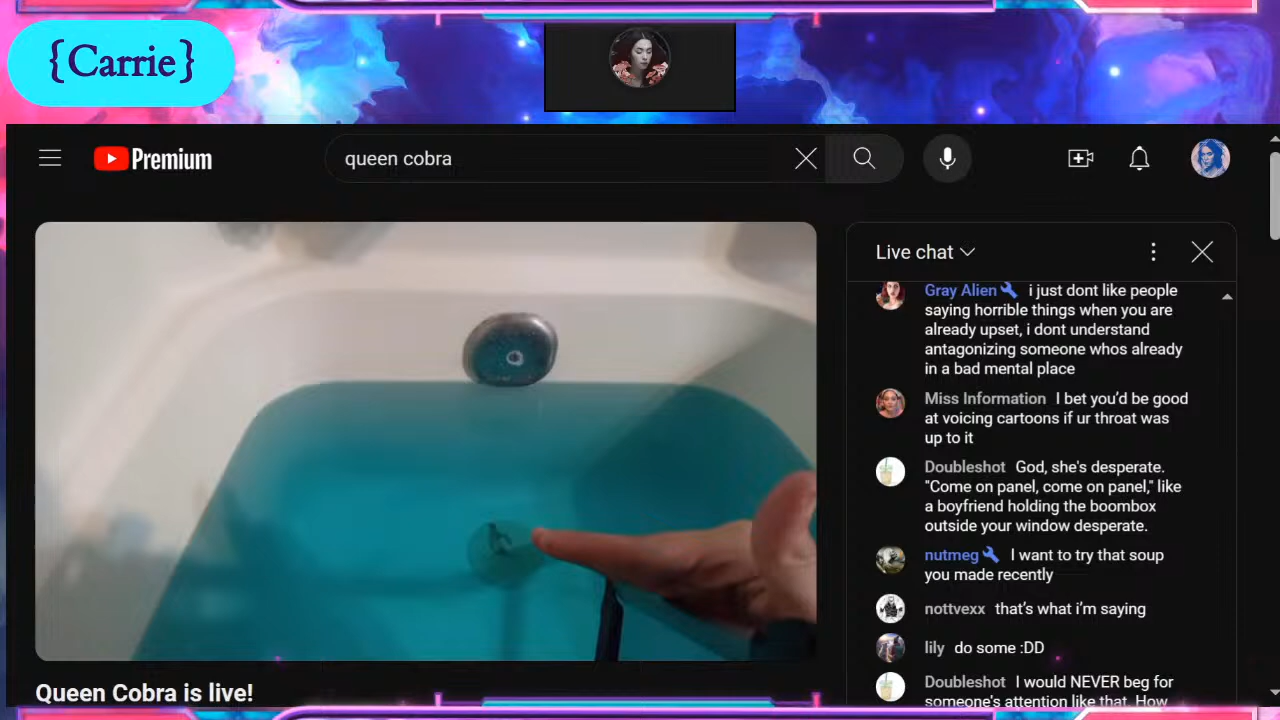 {Carrie}
Premium
queen cobra
Live chat
Gray Alien i just dont like people
saying horrible things when you are
already upset, i dont understand
antagonizing someone whos already
in a bad mental place
Miss Information I bet you’d be good
at voicing cartoons if ur throat was
up to it
Doubleshot God, she's desperate.
"Come on panel, come on panel," like
a boyfriend holding the boombox
outside your window desperate.
nutmeg I want to try that soup
you made recently
nottvexx that’s what i’m saying
lily do some :DD
Doubleshot I would NEVER beg for
someone's attention like that. How
Queen Cobra is live!